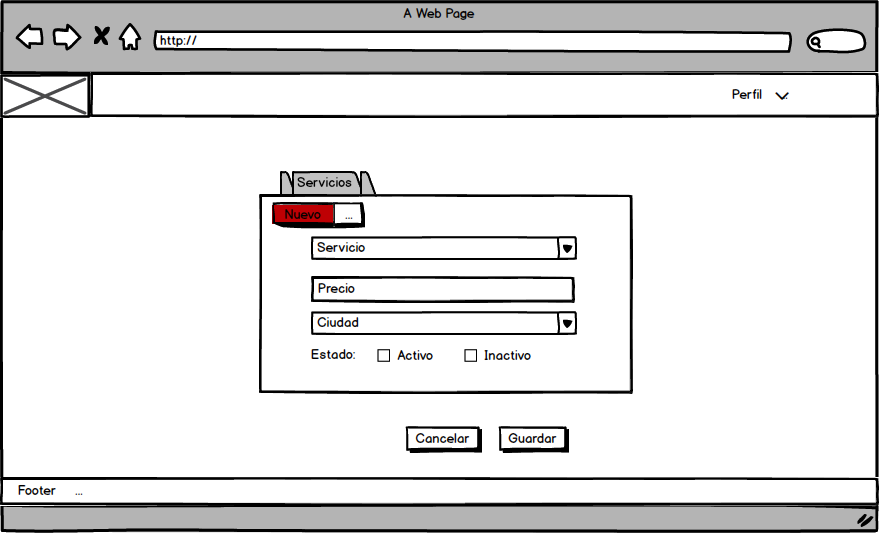 A Web Page
http://
Perfil
Servicios
Nuevo ...
Servicio
Precio
Ciudad
Estado: Activo Inactivo
Cancelar Guardar
Footer ...